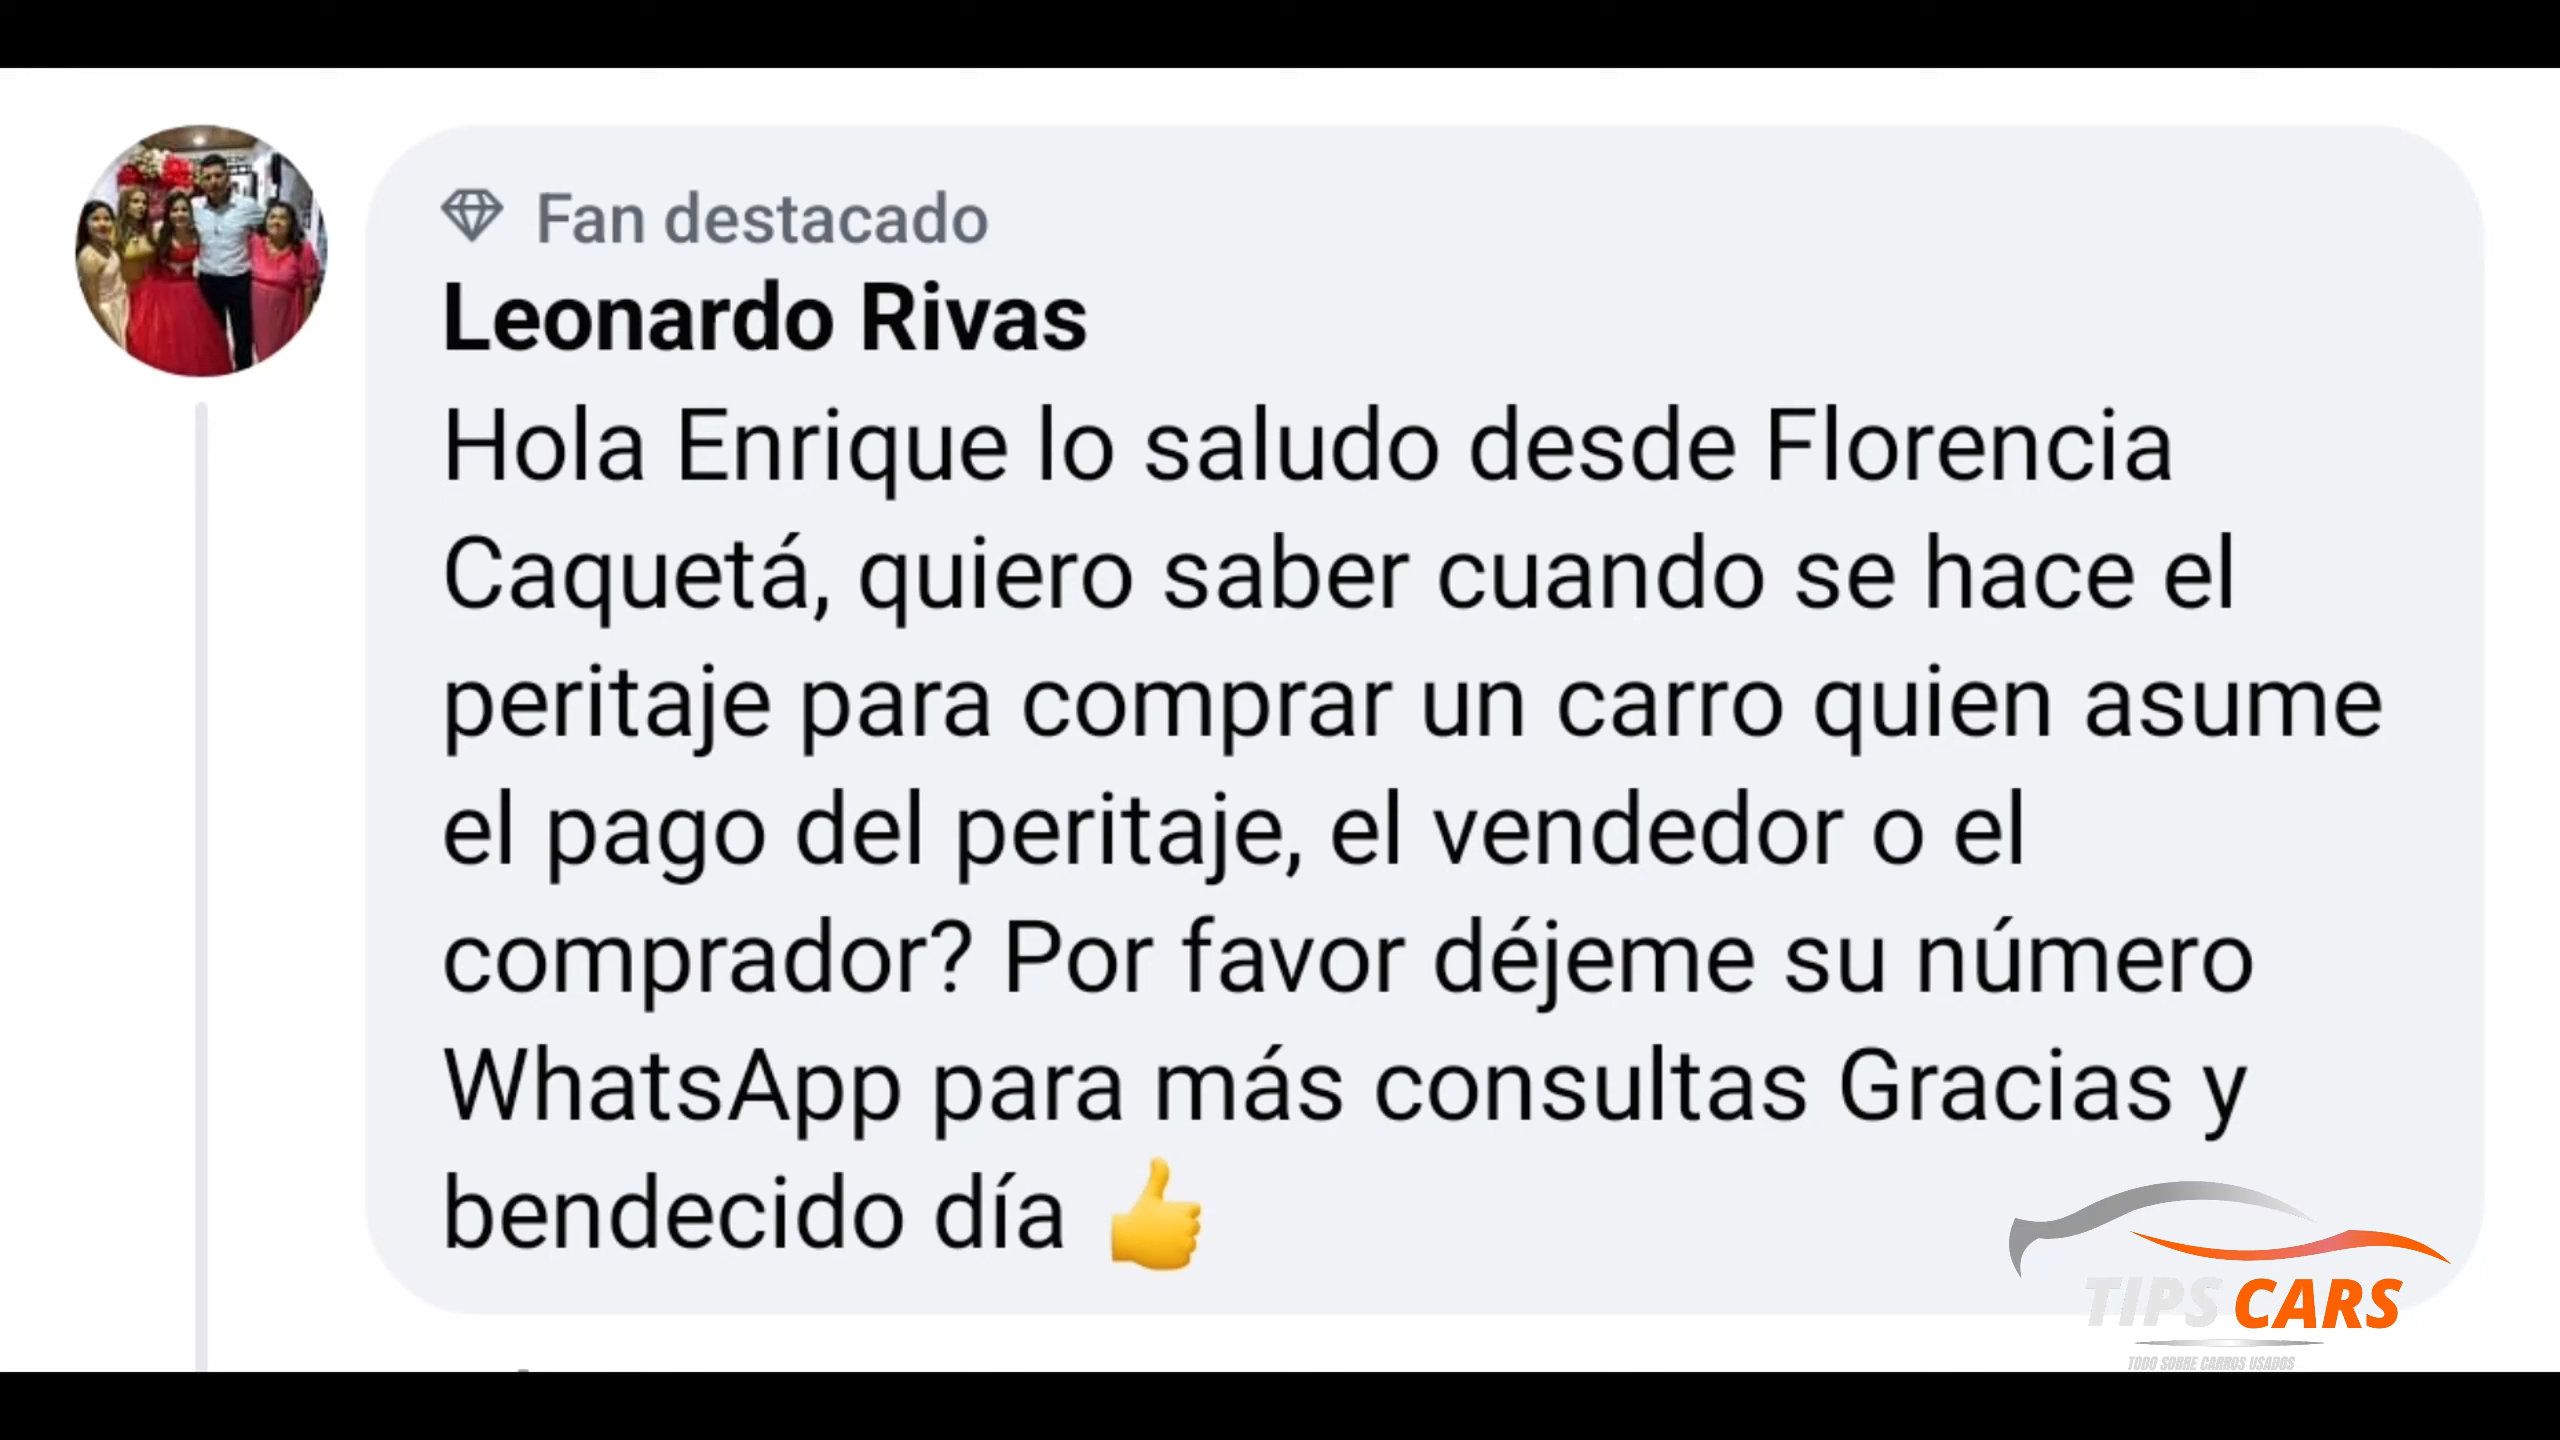 Fan destacado
Leonardo Rivas
Hola Enrique lo saludo desde Florencia
Caquetá, quiero saber cuando se hace el
peritaje para comprar un carro quien asume
el pago del peritaje, el vendedor o el
comprador? Por favor déjeme su número
WhatsApp para más consultas Gracias y
bendecido día 👍
TIPS CARS
TODO SOBRE CARROS USADOS